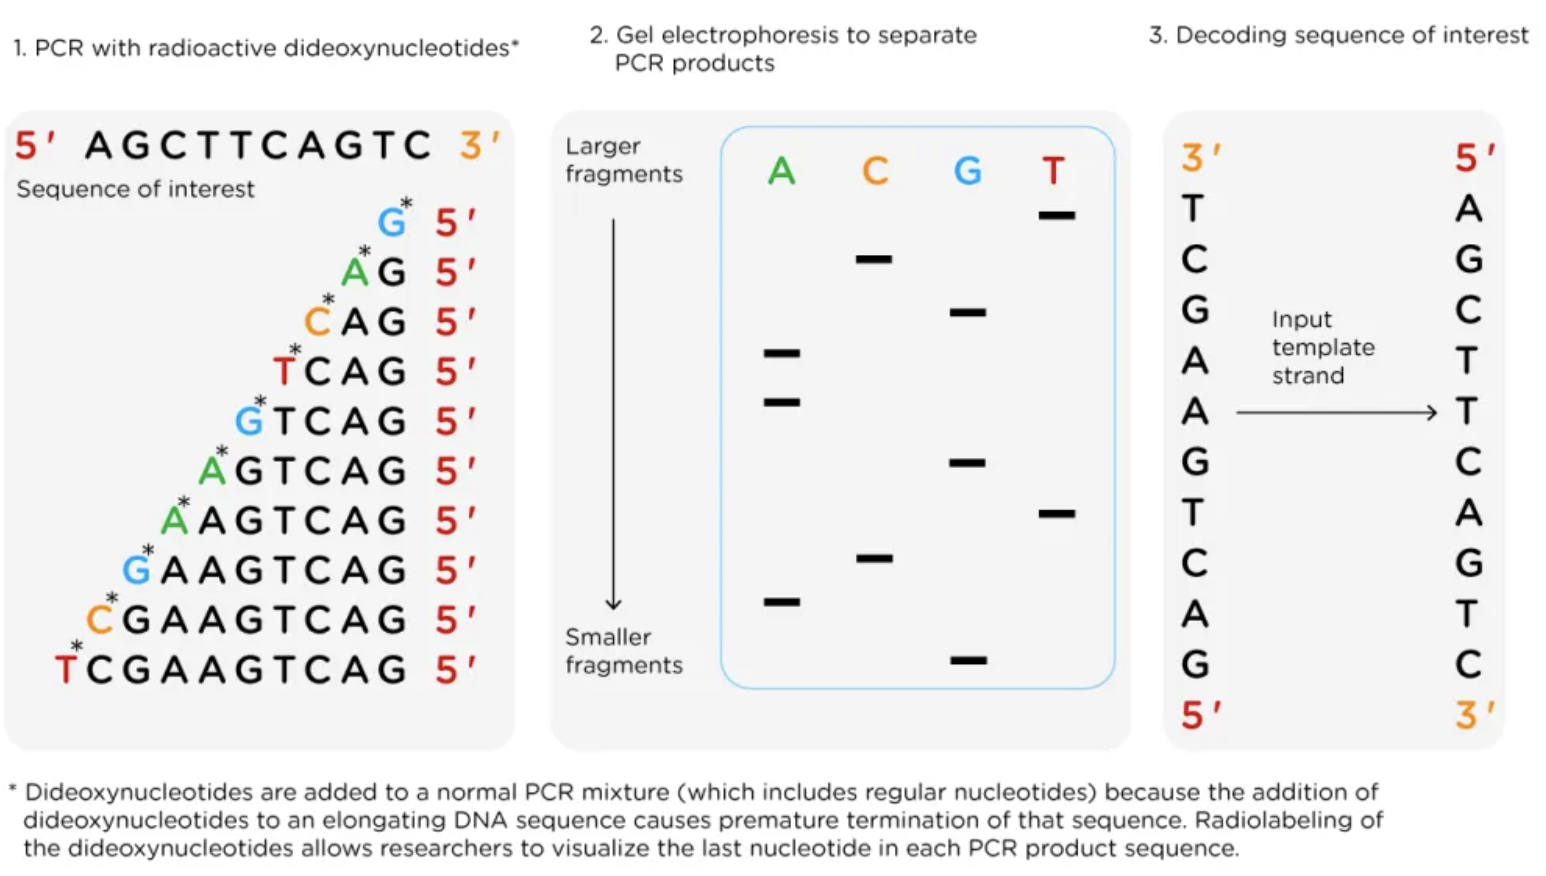 1. PCR with radioactive dideoxynucleotides*
5' AGCTTCAGTC 3'
Sequence of interest
G* 5'
A*G 5'
C*AG 5'
T*CAG 5'
G*TCAG 5'
A*GTCAG 5'
A*AGTCAG 5'
G*AAGTCAG 5'
C*GAAGTCAG 5'
T*CGAAGTCAG 5'
2. Gel electrophoresis to separate
PCR products
Larger
fragments
A C G T
Smaller
fragments
3. Decoding sequence of interest
3'
T
C
G
A
A
G
T
C
A
G
5'
Input
template
strand
5'
A
G
C
T
T
C
A
G
T
C
3'
* Dideoxynucleotides are added to a normal PCR mixture (which includes regular nucleotides) because the addition of
dideoxynucleotides to an elongating DNA sequence causes premature termination of that sequence. Radiolabeling of
the dideoxynucleotides allows researchers to visualize the last nucleotide in each PCR product sequence.